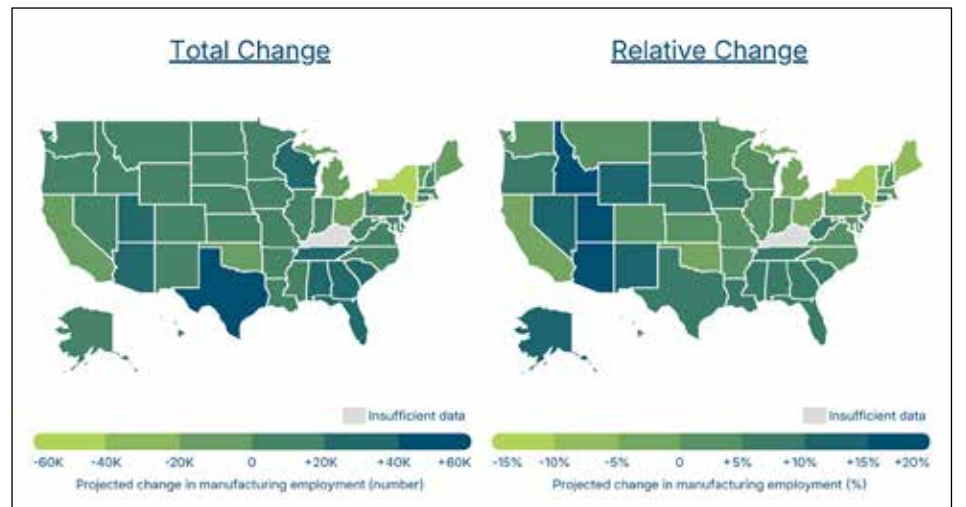 Total Change
Relative Change
Insufficient data
Insufficient data
-60K -40K -20K 0 +20K +40K +60K
-15% -10% -5% 0 +5% +10% +15% +20%
Projected change in manufacturing employment (number)
Projected change in manufacturing employment (%)